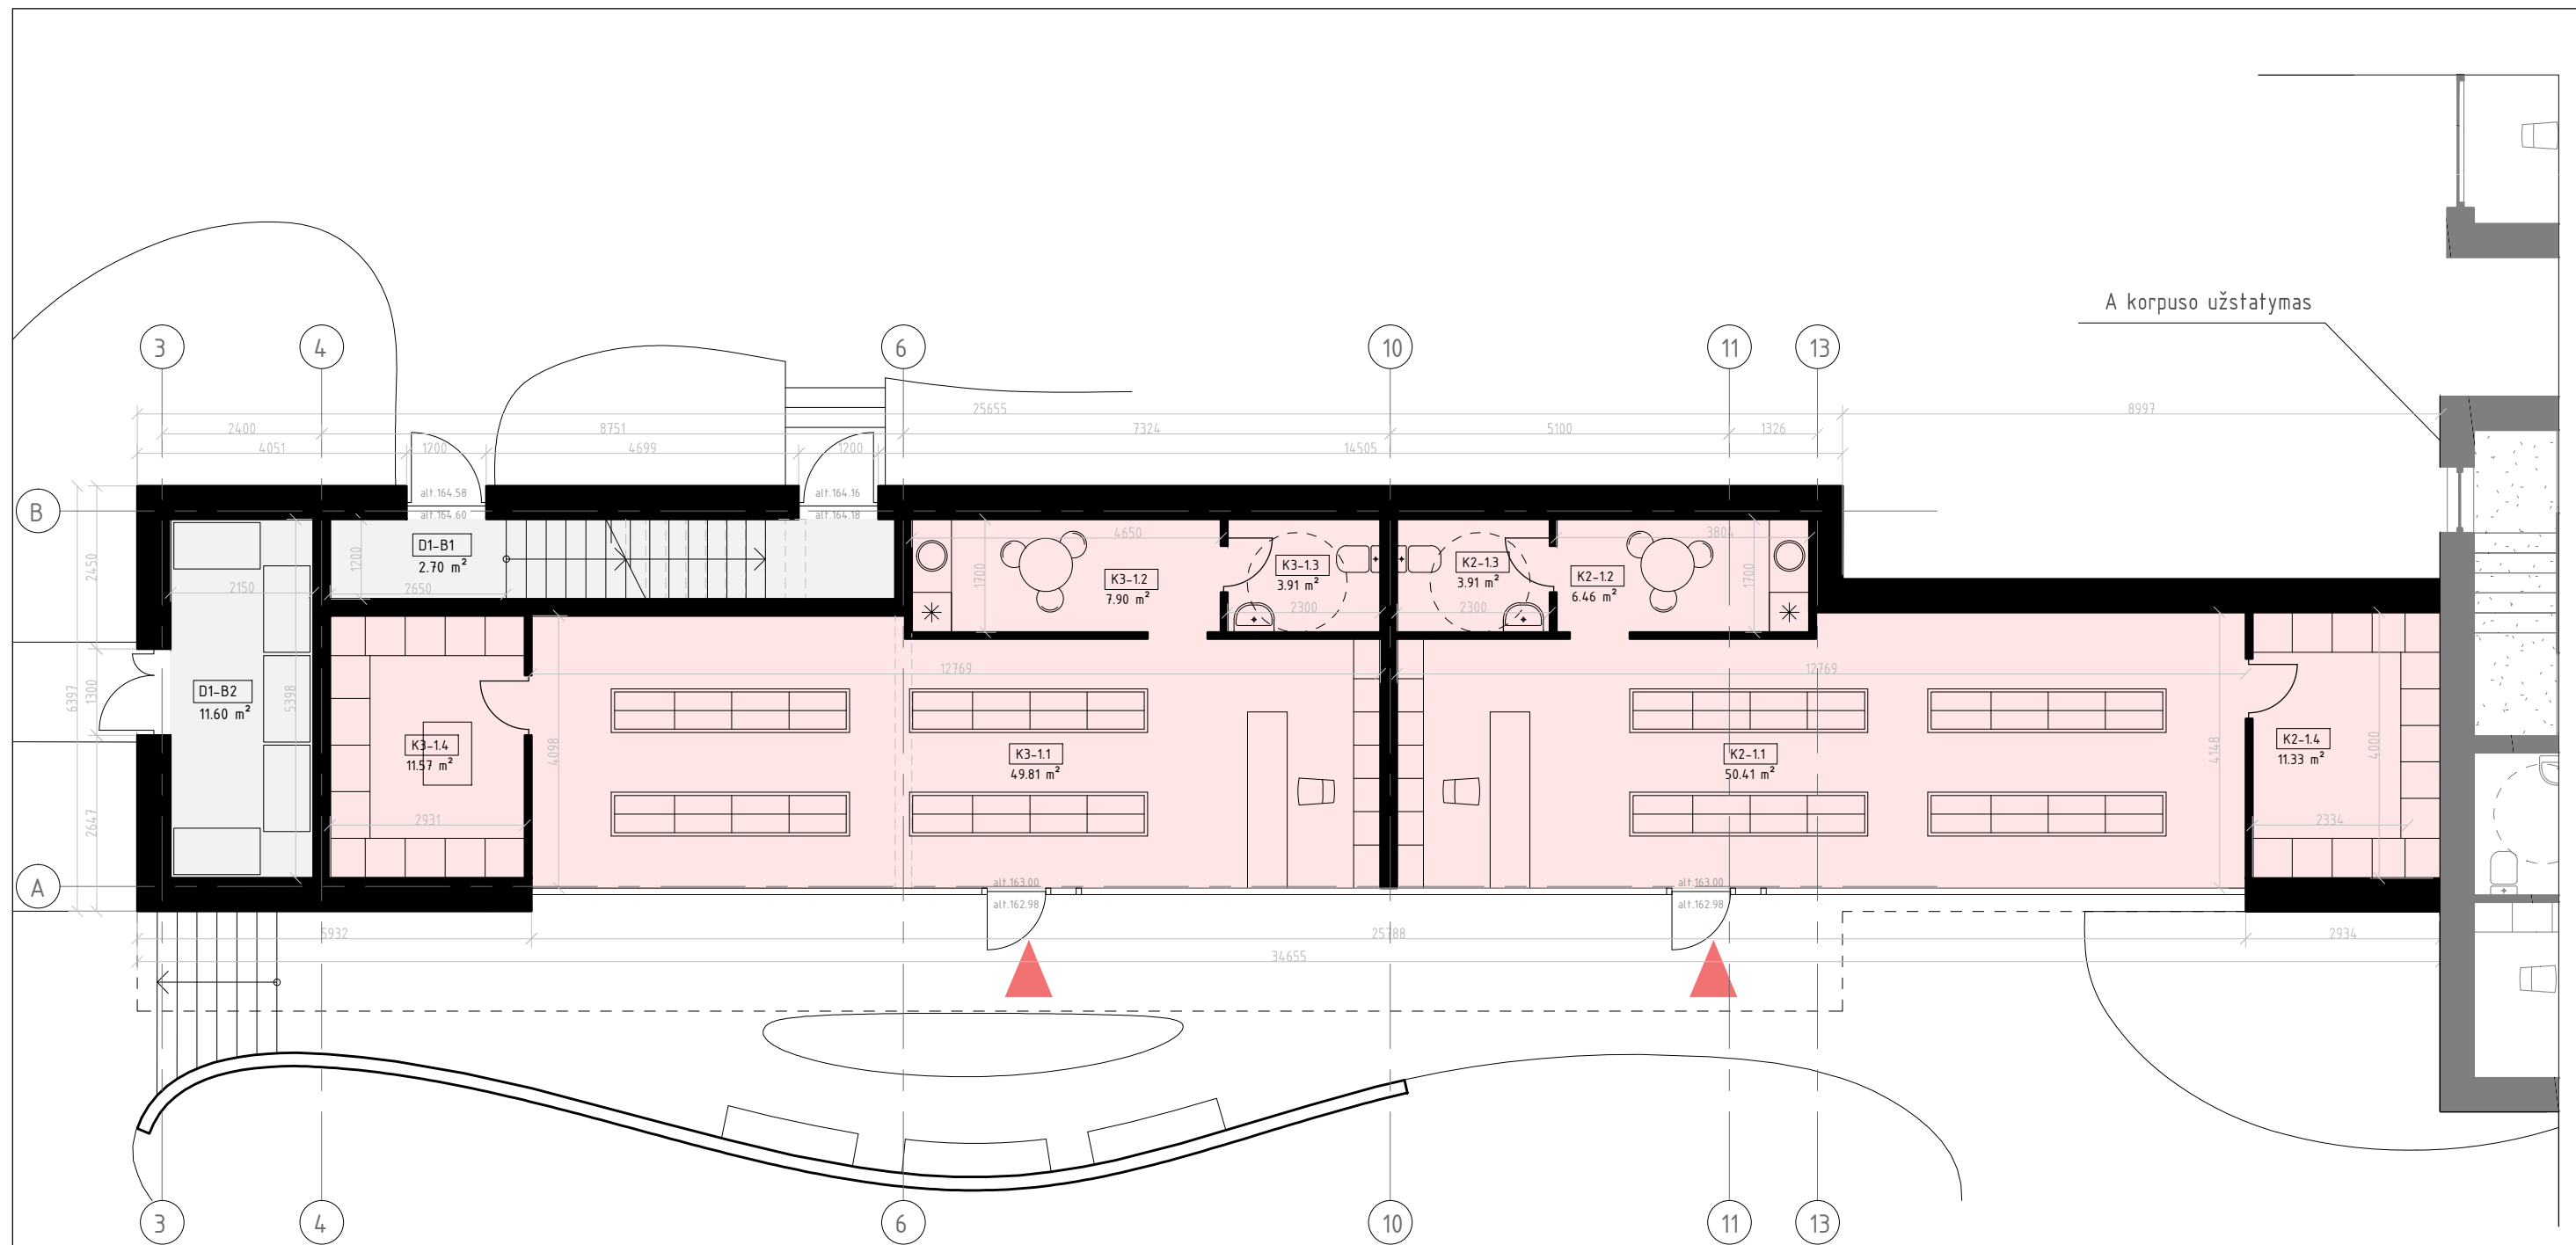 A korpuso užstatymas
3
4
6
10
11
13
25655
8997
2400
8751
7324
5100
1326
4051
1200
4699
1200
14505
B
alt.164.58
alt.164.60
alt.164.16
alt.164.18
D1-B1
2.70 m²
1200
2650
2450
6397
1300
2647
2150
5398
D1-B2
11.60 m²
4650
1700
K3-1.2
7.90 m²
K3-1.3
3.91 m²
2300
K2-1.3
3.91 m²
2300
K2-1.2
6.46 m²
3804
1700
12769
12769
K3-1.4
11.57 m²
2931
4098
K3-1.1
49.81 m²
K2-1.1
50.41 m²
4148
K2-1.4
11.33 m²
4000
2334
A
alt.163.00
alt.162.98
alt.163.00
alt.162.98
5932
25788
2934
34655
3
4
6
10
11
13